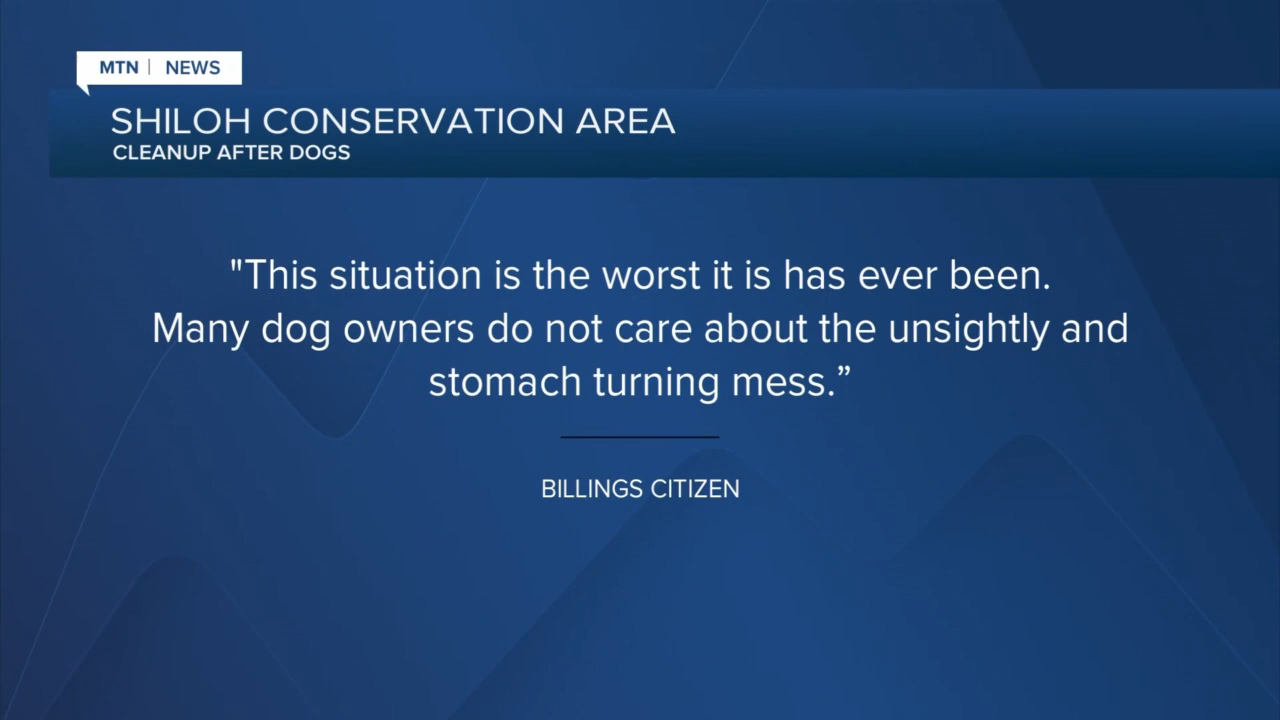 MTN | NEWS
SHILOH CONSERVATION AREA
CLEANUP AFTER DOGS
"This situation is the worst it is has ever been.
Many dog owners do not care about the unsightly and
stomach turning mess.”
BILLINGS CITIZEN